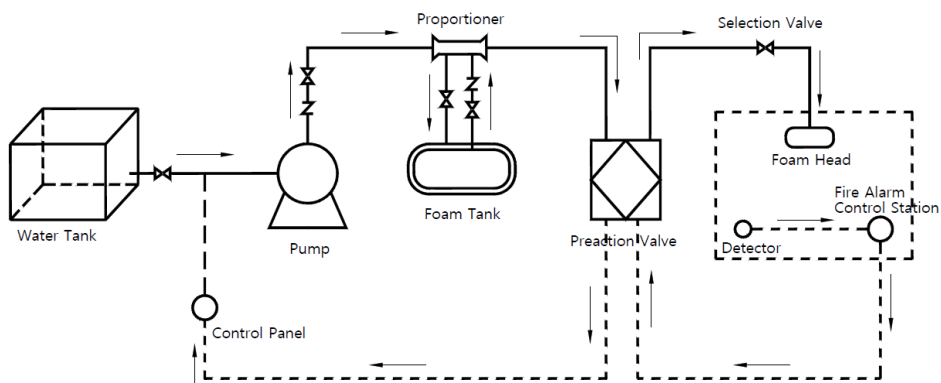 Proportioner
Selection Valve
Foam Head
Fire Alarm
Control Station
Water Tank
Pump
Foam Tank
Preaction Valve
Detector
Control Panel